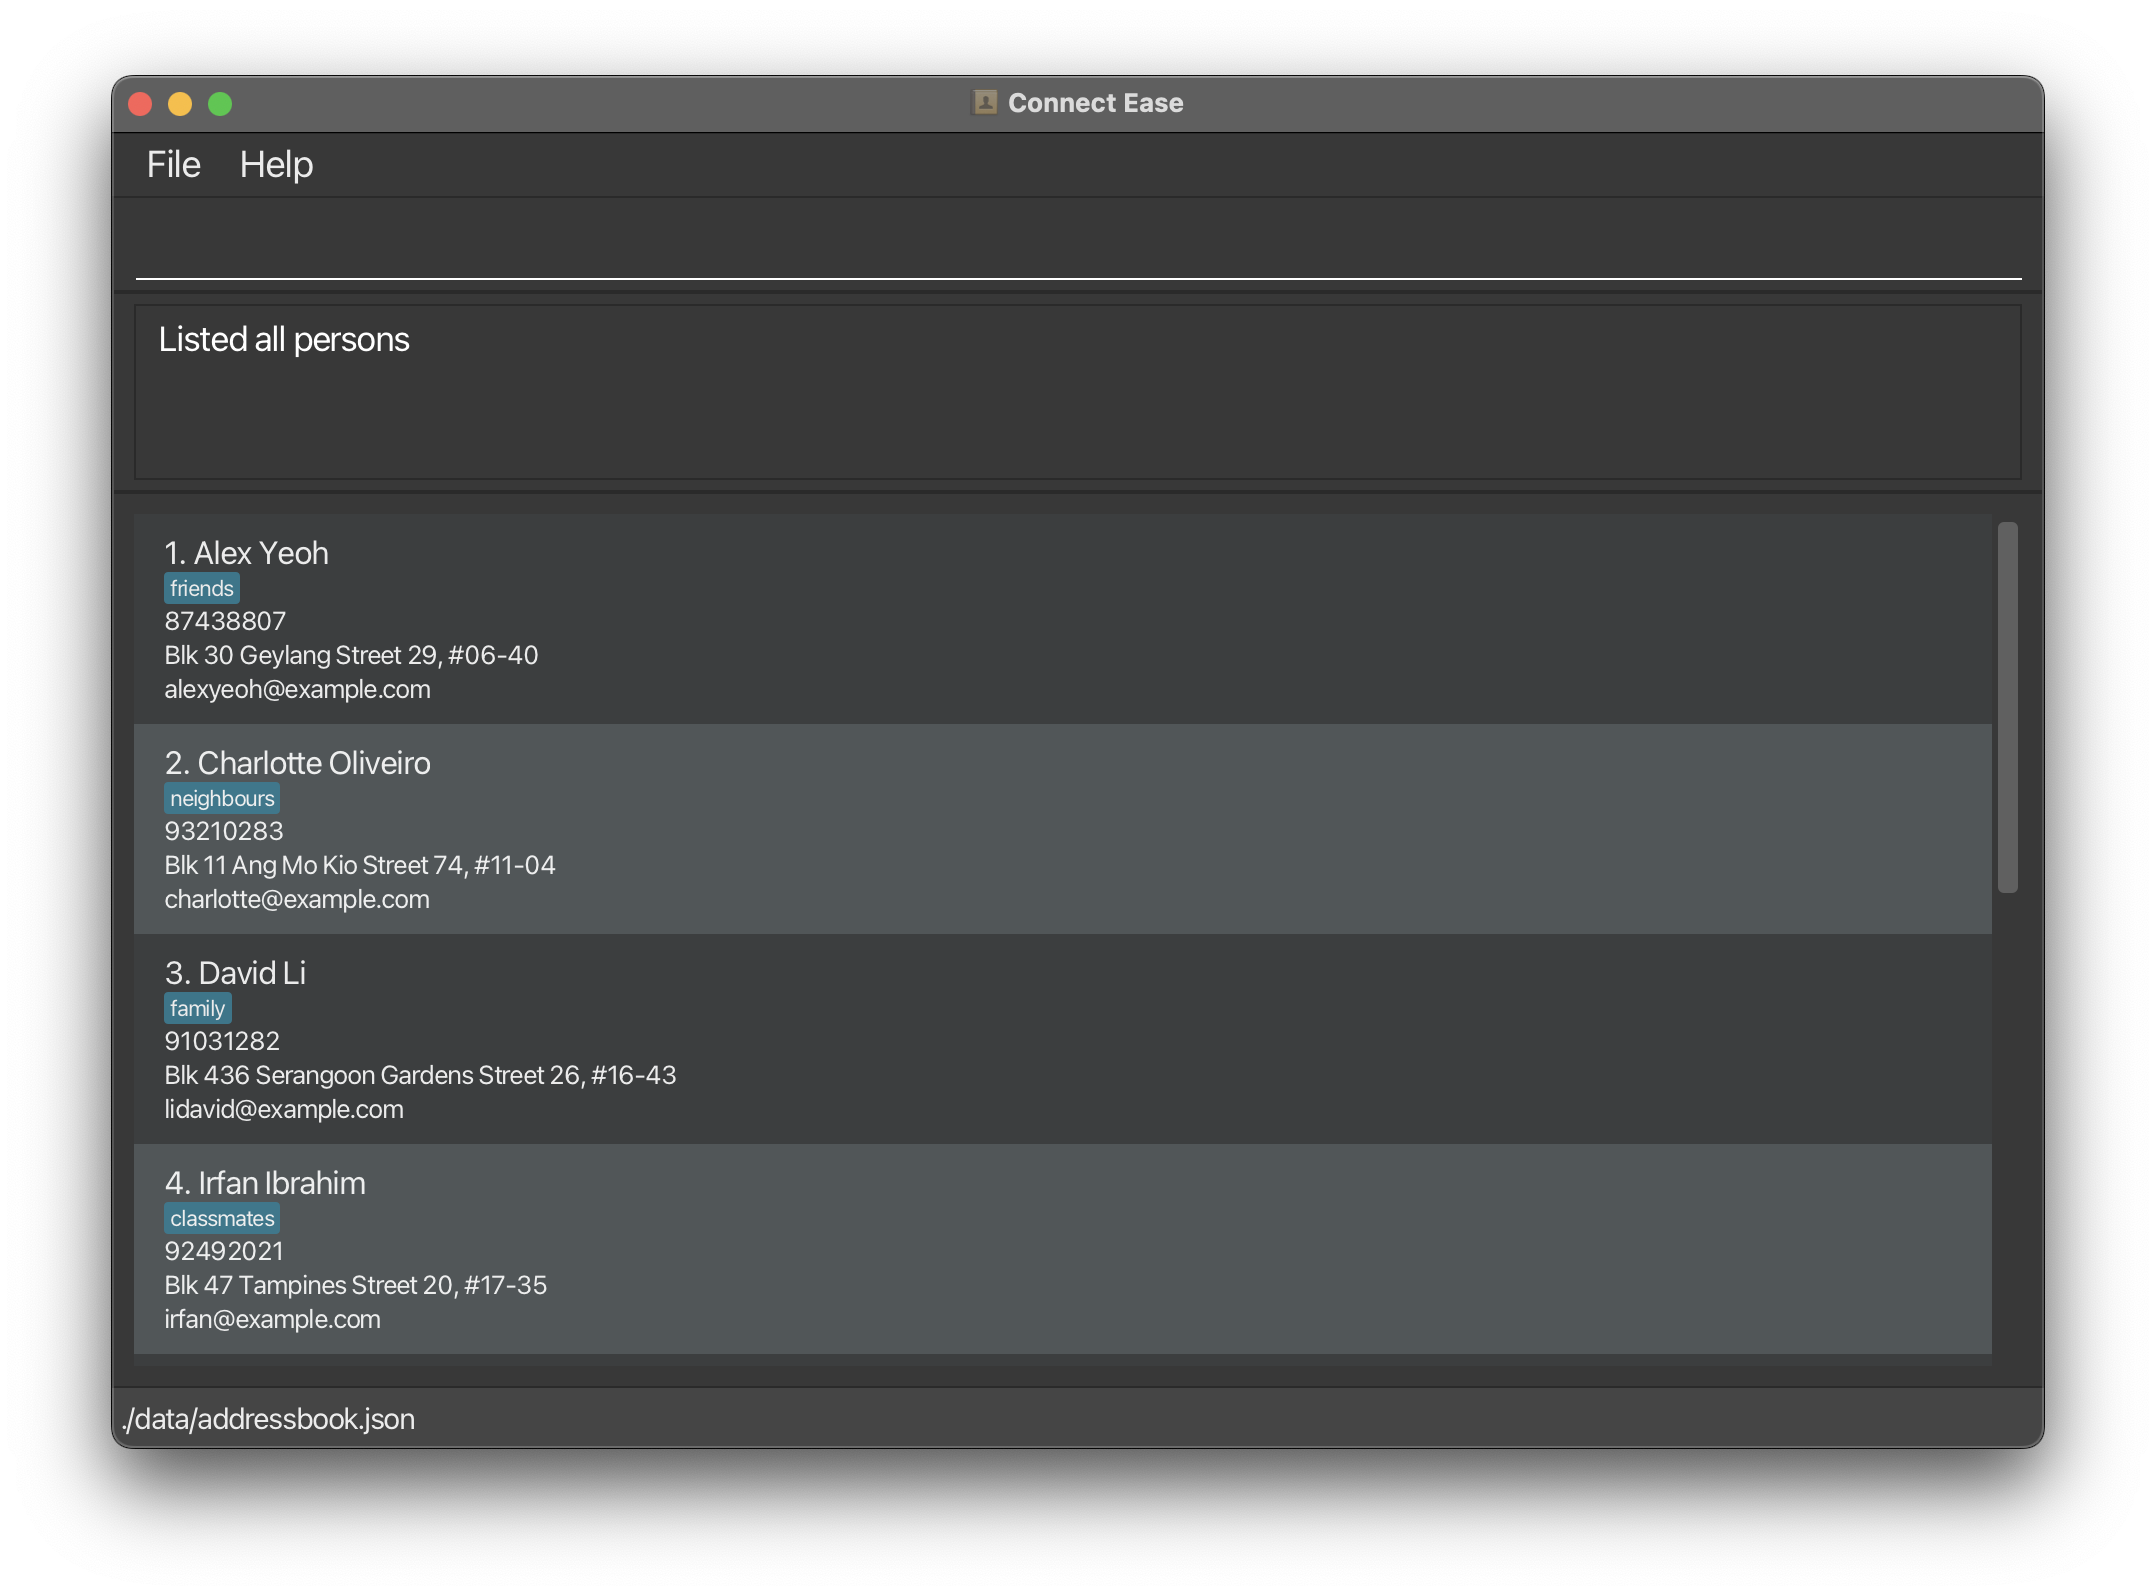 Connect Ease
File Help
Listed all persons
1. Alex Yeoh
friends
87438807
Blk 30 Geylang Street 29, #06-40
alexyeoh@example.com
2. Charlotte Oliveiro
neighbours
93210283
Blk 11 Ang Mo Kio Street 74, #11-04
charlotte@example.com
3. David Li
family
91031282
Blk 436 Serangoon Gardens Street 26, #16-43
lidavid@example.com
4. Irfan Ibrahim
classmates
92492021
Blk 47 Tampines Street 20, #17-35
irfan@example.com
./data/addressbook.json